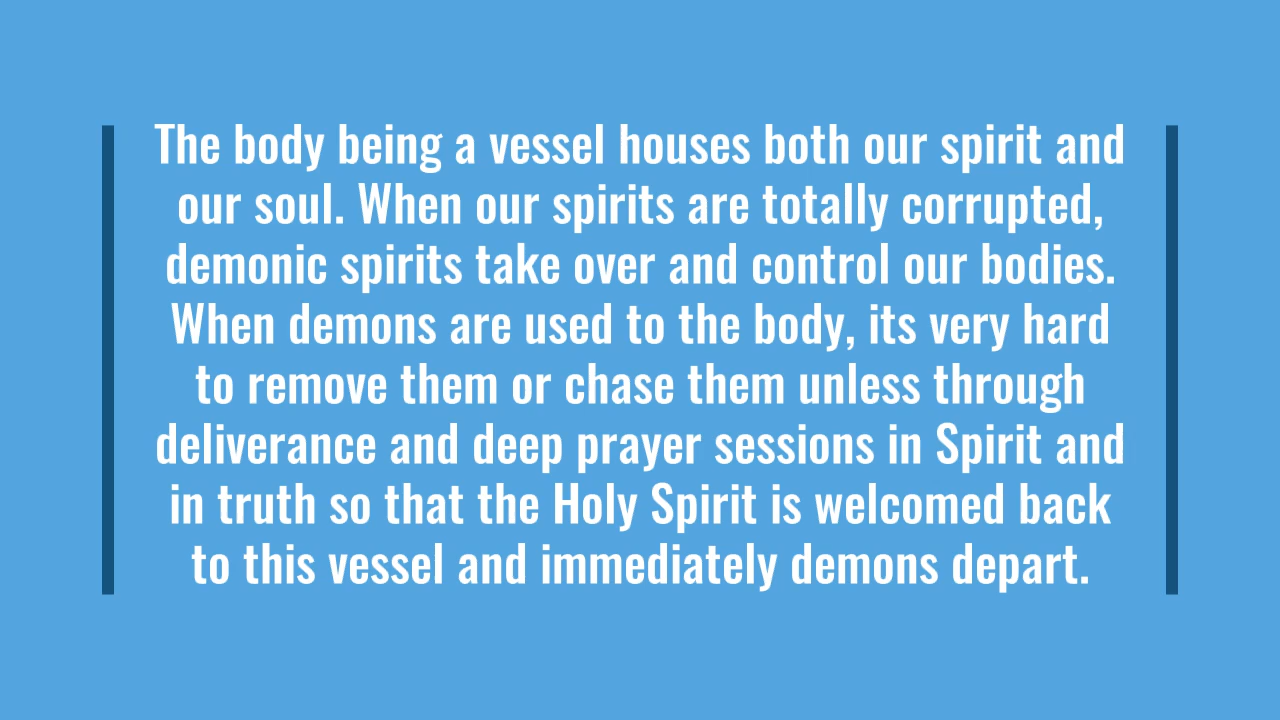 The body being a vessel houses both our spirit and
our soul. When our spirits are totally corrupted,
demonic spirits take over and control our bodies.
When demons are used to the body, its very hard
to remove them or chase them unless through
deliverance and deep prayer sessions in Spirit and
in truth so that the Holy Spirit is welcomed back
to this vessel and immediately demons depart.